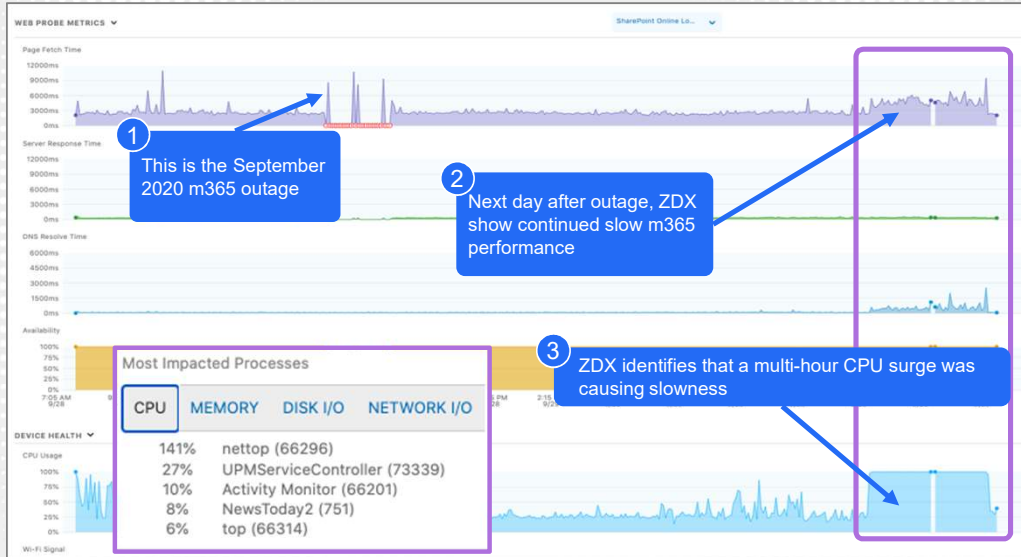 WEB PROBE METRICS
SharePoint Online Lo...
Page Fetch Time
12000ms
9000ms
6000ms
3000ms
0ms
1
This is the September
2020 m365 outage
Server Response Time
12000ms
9000ms
6000ms
3000ms
0ms
2
Next day after outage, ZDX
show continued slow m365
performance
DNS Resolve Time
6000ms
4500ms
3000ms
1500ms
0ms
Availability
100%
75%
50%
25%
0%
7:05 AM
9/28
3
ZDX identifies that a multi-hour CPU surge was
causing slowness
Most Impacted Processes
CPU MEMORY DISK I/O NETWORK I/O
141% nettop (66296)
27% UPMServiceController (73339)
10% Activity Monitor (66201)
8% NewsToday2 (751)
6% top (66314)
DEVICE HEALTH
CPU Usage
100%
75%
50%
25%
0%
Wi-Fi Signal